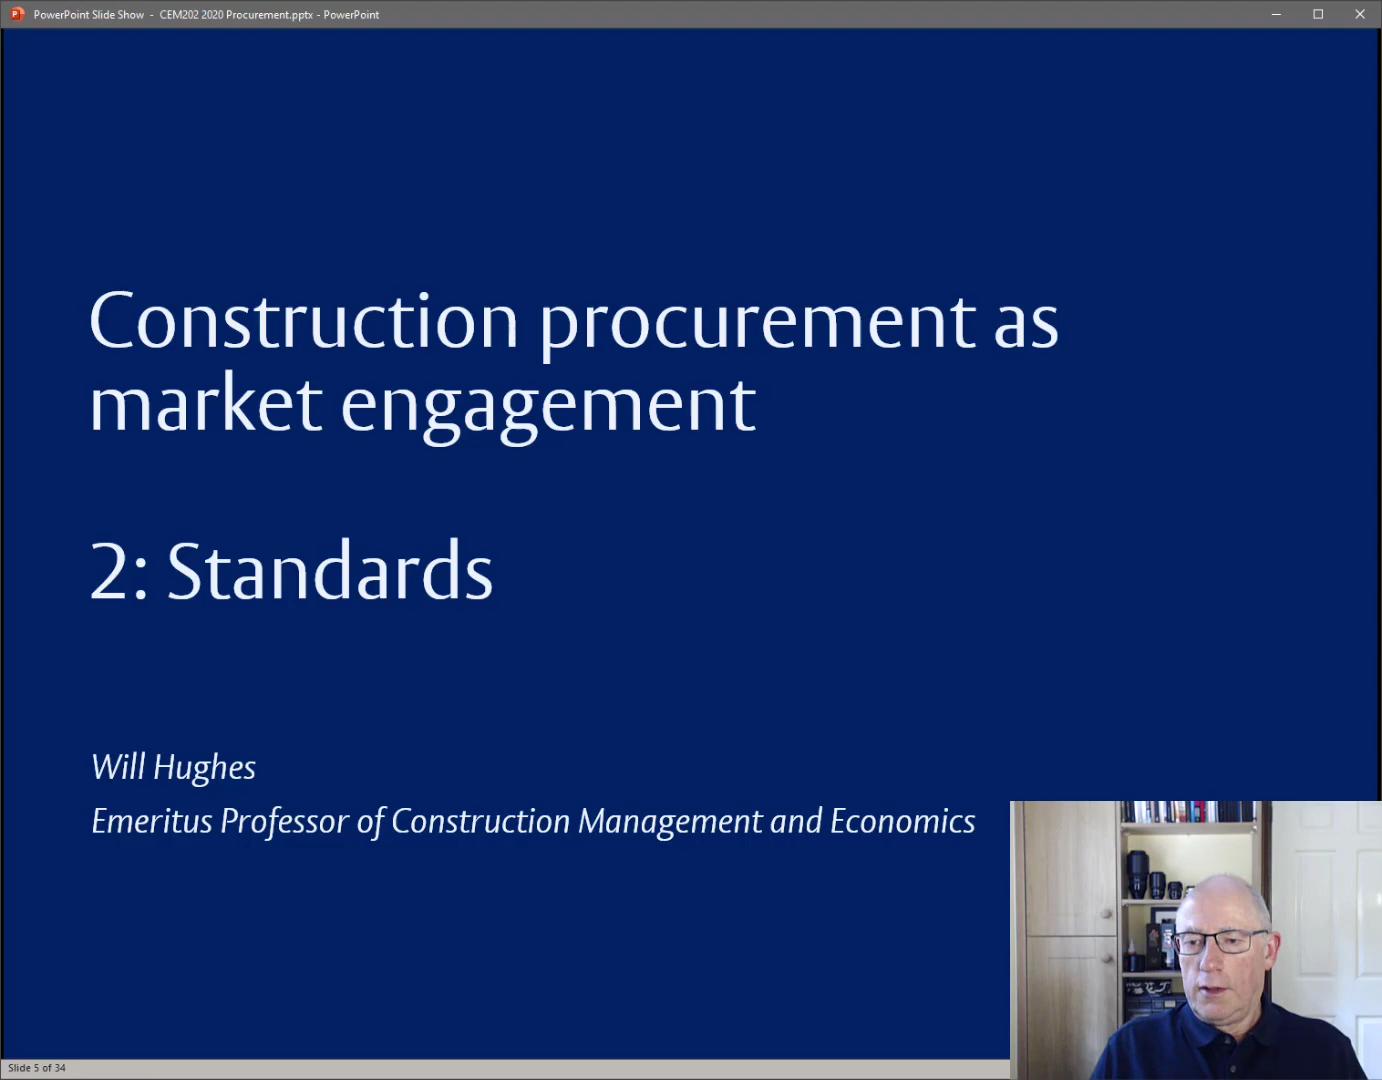 PowerPoint Slide Show - CEM202 2020 Procurement.pptx - PowerPoint
Construction procurement as
market engagement
2: Standards
Will Hughes
Emeritus Professor of Construction Management and Economics
Slide 5 of 34